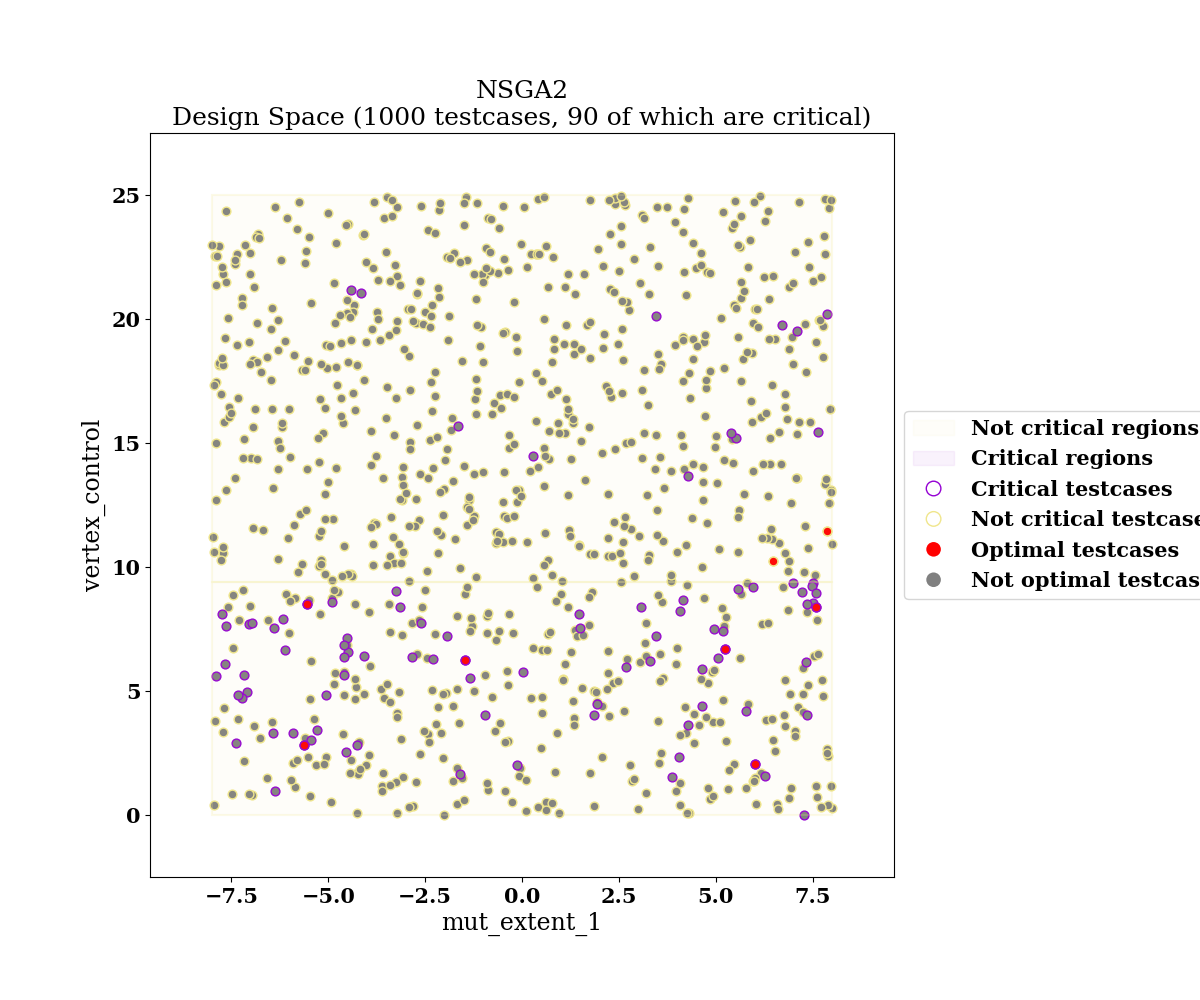 NSGA2
Design Space (1000 testcases, 90 of which are critical)
25
20
15
10
5
0
vertex_control
−7.5 −5.0 −2.5 0.0 2.5 5.0 7.5
mut_extent_1
Not critical regions
Critical regions
Critical testcases
Not critical testcase
Optimal testcases
Not optimal testcas